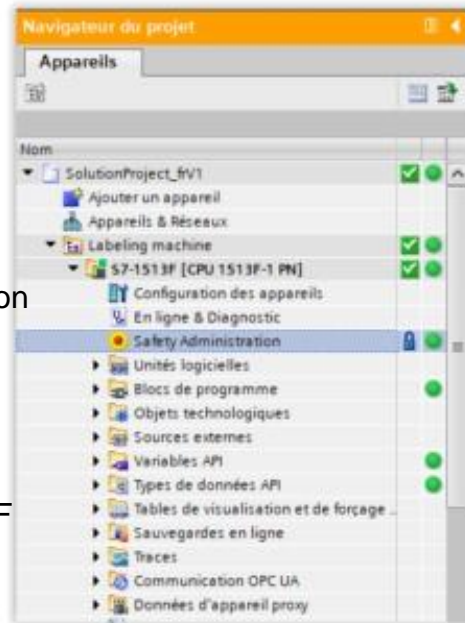 Navigateur du projet
Appareils
Nom
SolutionProject_frV1
Ajouter un appareil
Appareils & Réseaux
Labeling machine
S7-1513F [CPU 1513F-1 PN]
on
Configuration des appareils
En ligne & Diagnostic
Safety Administration
Unités logicielles
Blocs de programme
Objets technologiques
Sources externes
Variables API
Types de données API
F
Tables de visualisation et de forçage ...
Sauvegardes en ligne
Traces
Communication OPC UA
Données d'appareil proxy